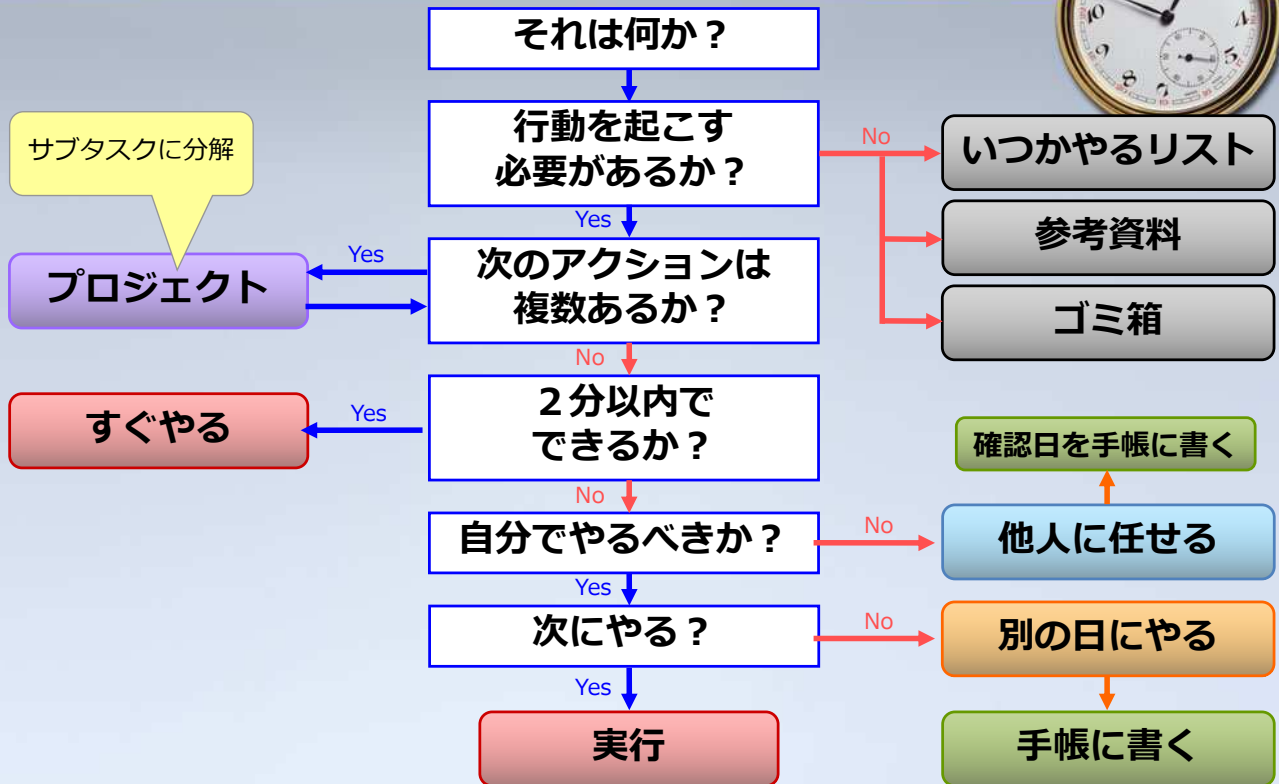 それは何か？
行動を起こす
必要があるか？
No
いつかやるリスト
参考資料
ゴミ箱
サブタスクに分解
Yes
プロジェクト
Yes
次のアクションは
複数あるか？
No
すぐやる
Yes
２分以内で
できるか？
No
確認日を手帳に書く
自分でやるべきか？
No
他人に任せる
Yes
次にやる？
No
別の日にやる
Yes
実行
手帳に書く
10
9
8
7
5
4